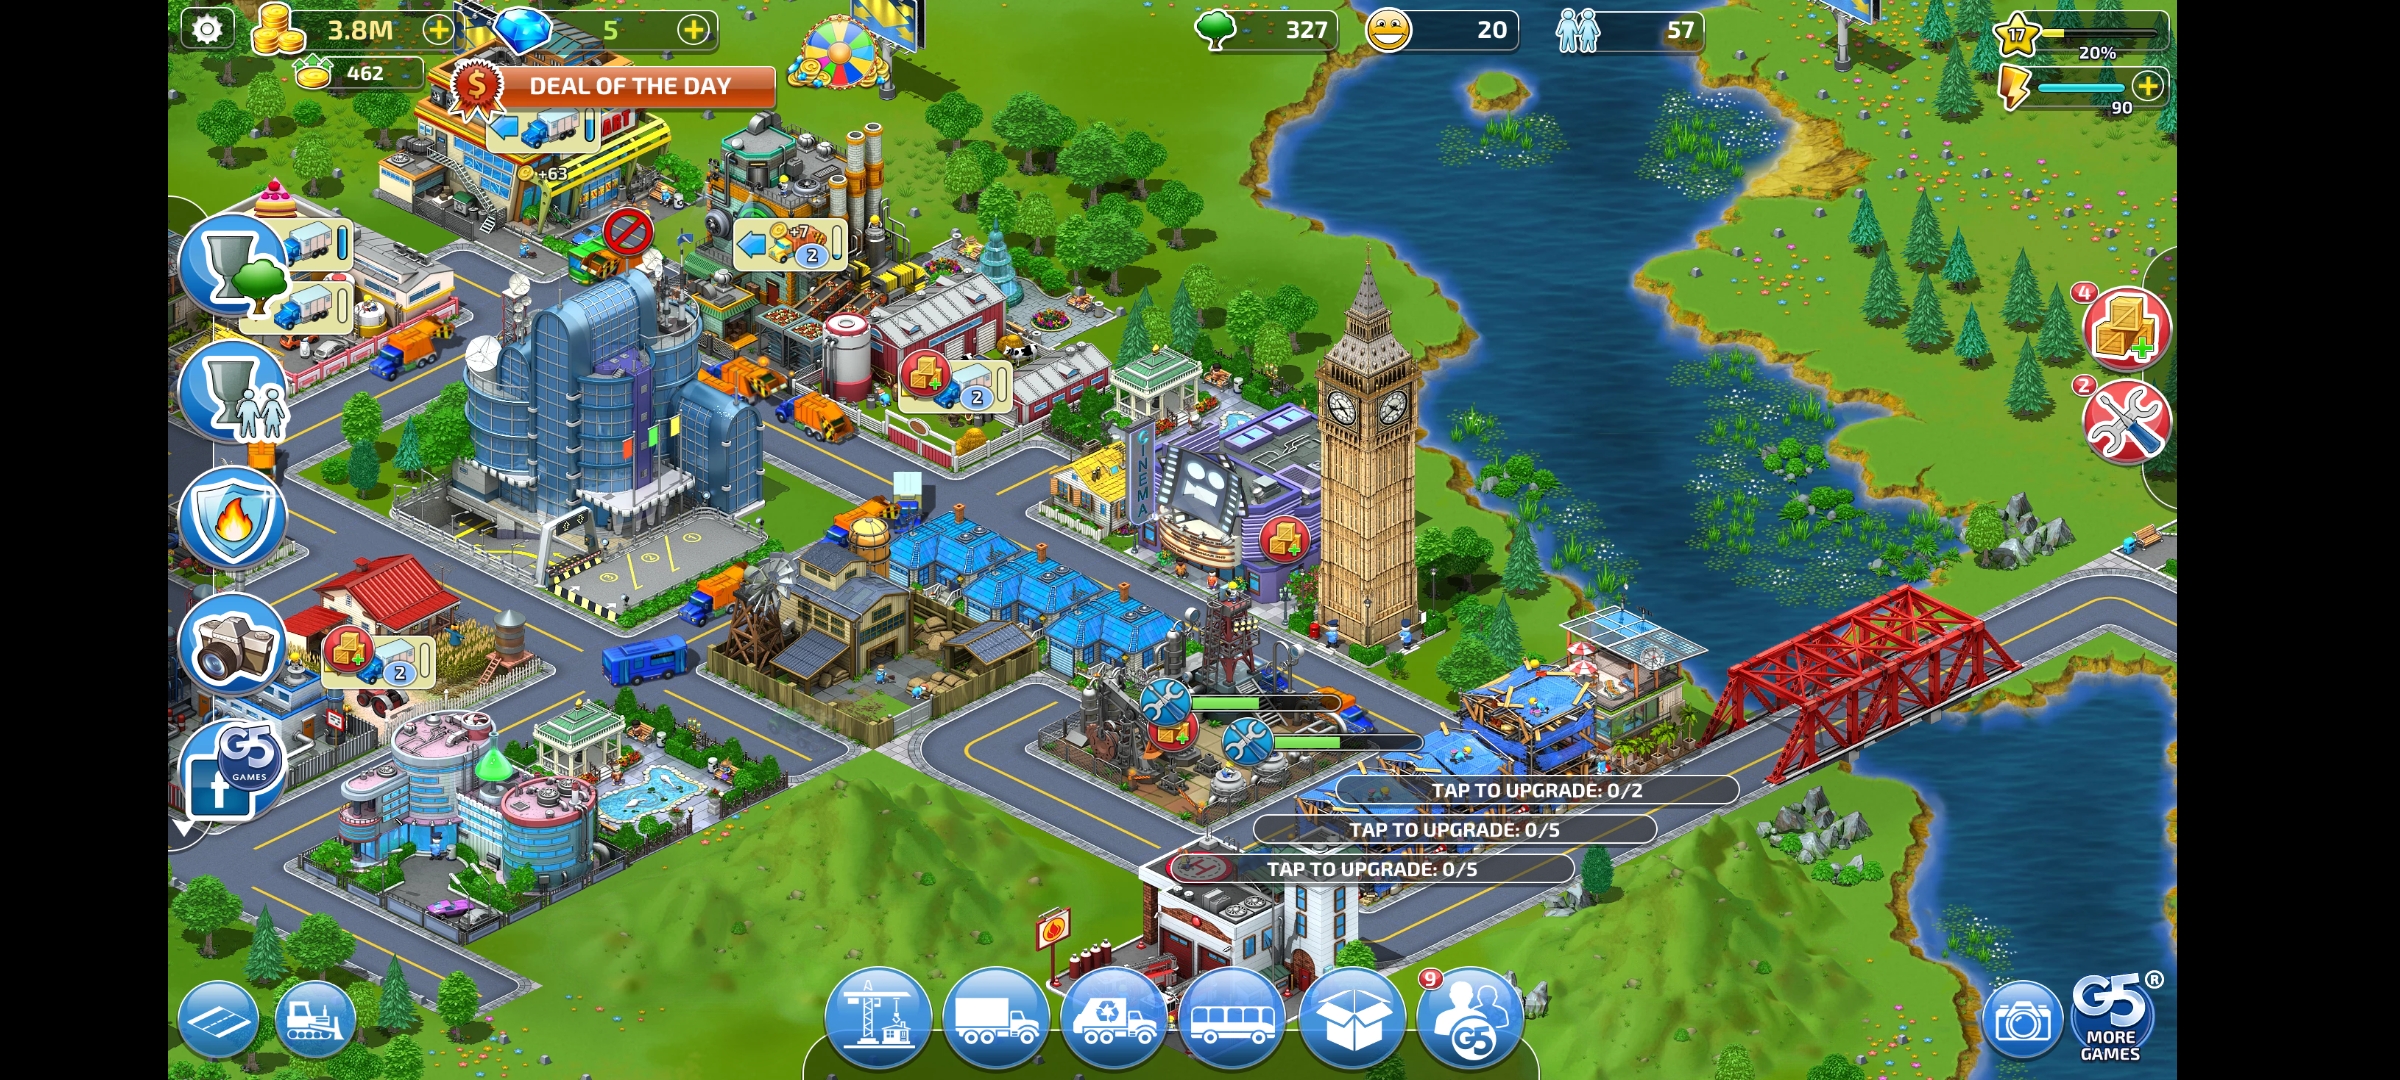 3.8M
5
327
20
57
17
20%
462
DEAL OF THE DAY
90
ART
+63
+7
2
4
2
2
CINEMA
2
G5
GAMES
f
TAP TO UPGRADE: 0/2
TAP TO UPGRADE: 0/5
TAP TO UPGRADE: 0/5
H
9
G5
G5®
MORE
GAMES